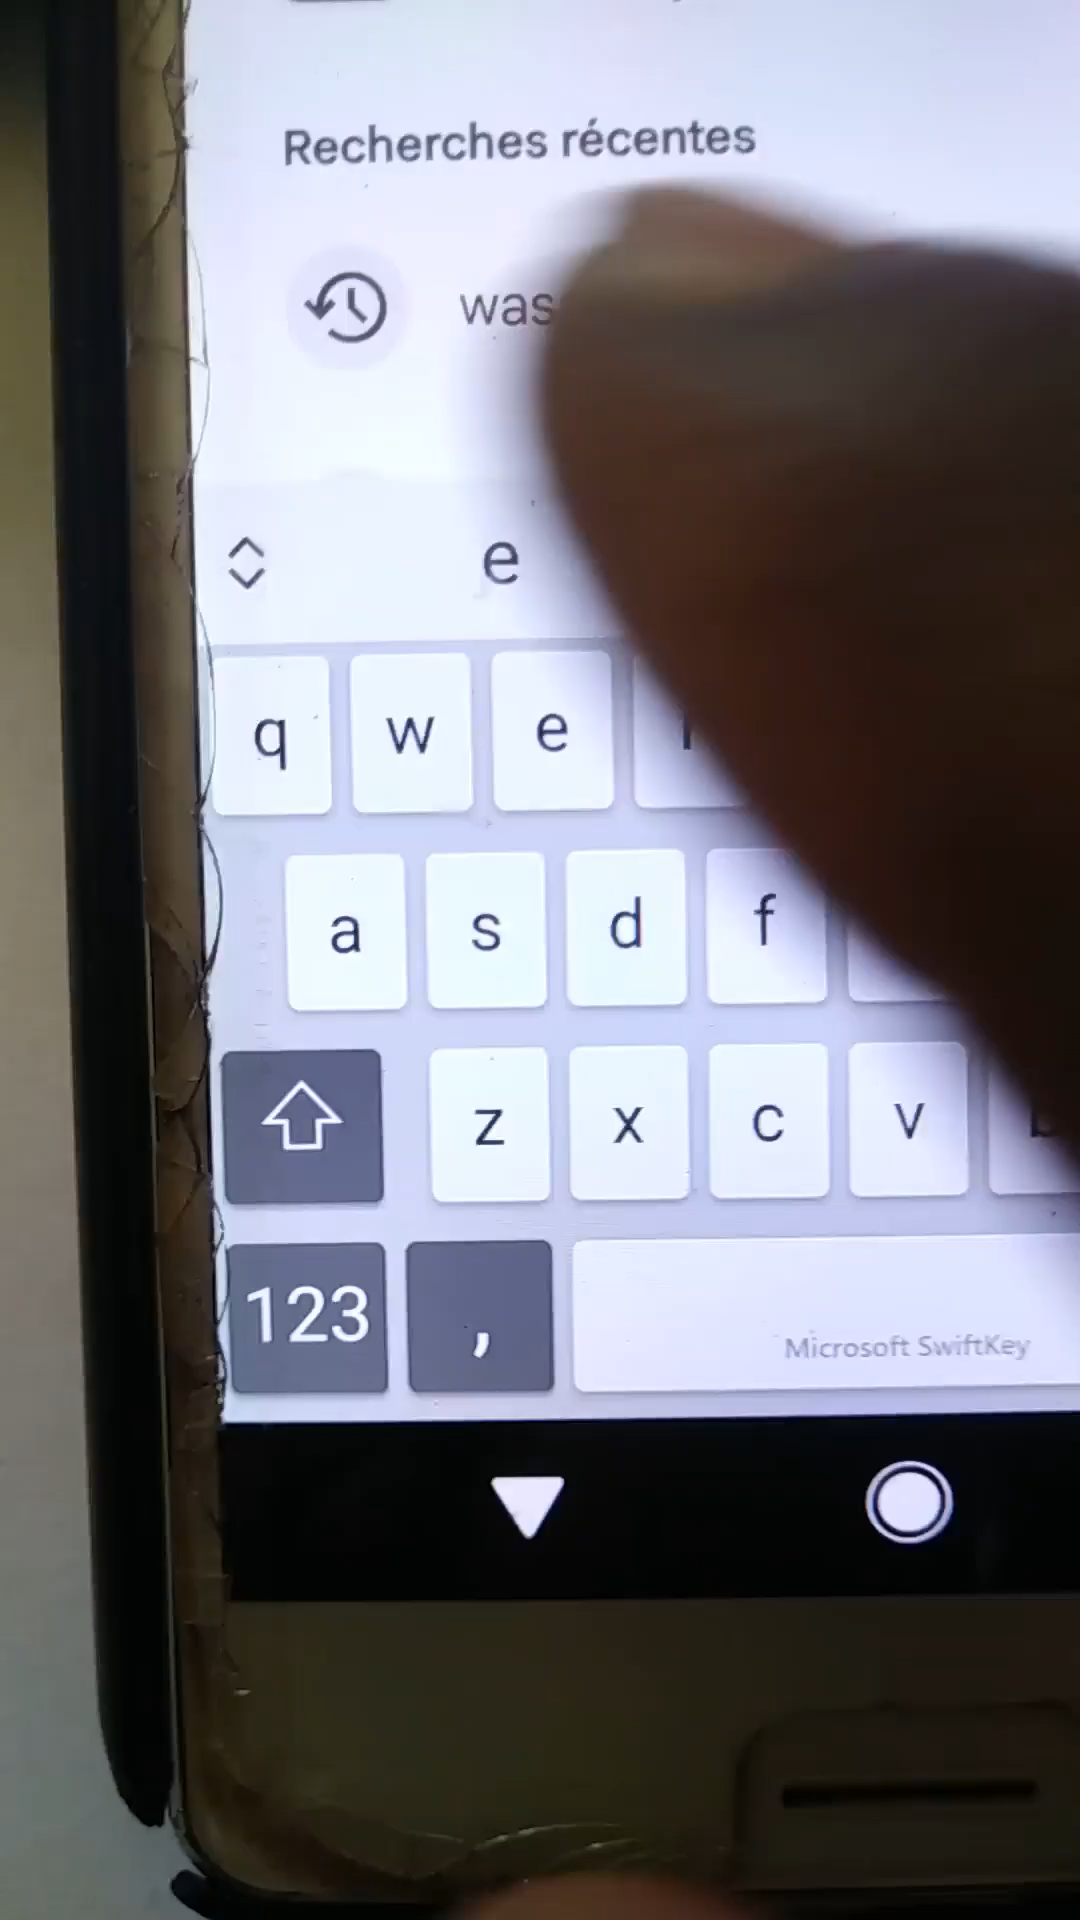 Recherches récentes
was
e
q w e
a s d f
z x c v
123 ,
Microsoft SwiftKey